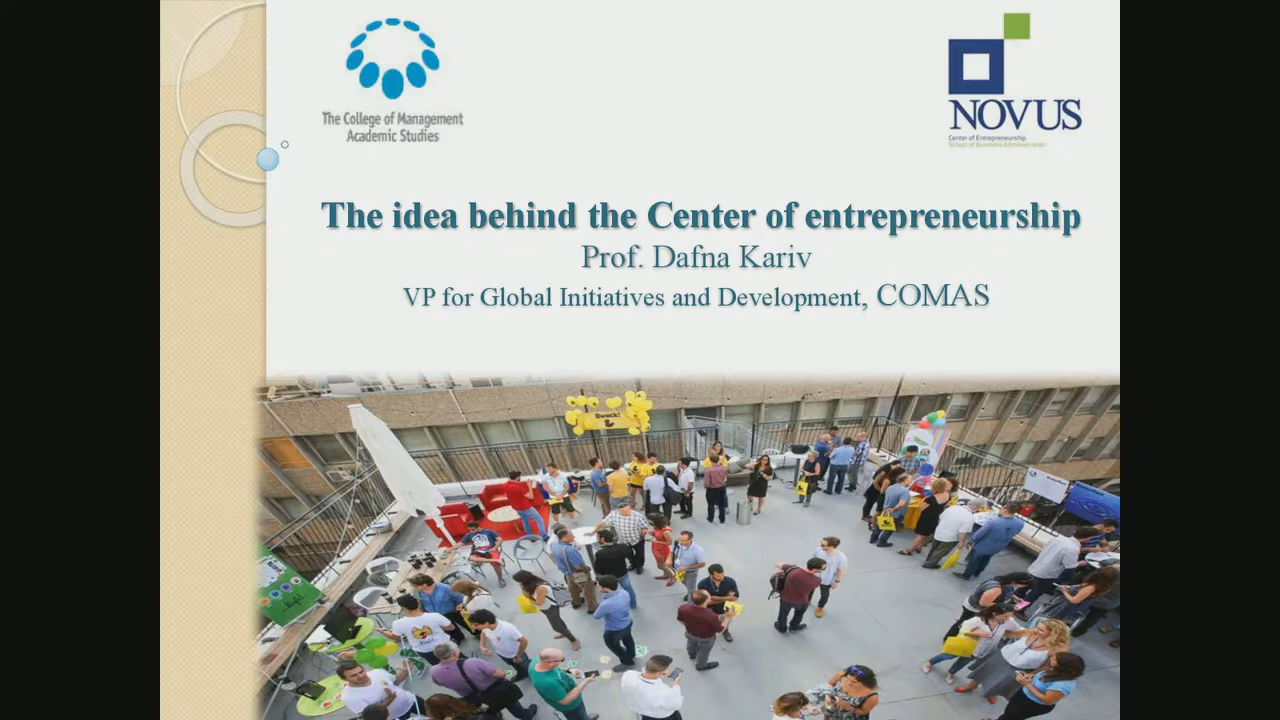 The College of Management
Academic Studies
NOVUS
Center of Entrepreneurship
School of Business Administration
The idea behind the Center of entrepreneurship
Prof. Dafna Kariv
VP for Global Initiatives and Development, COMAS
Qwack!